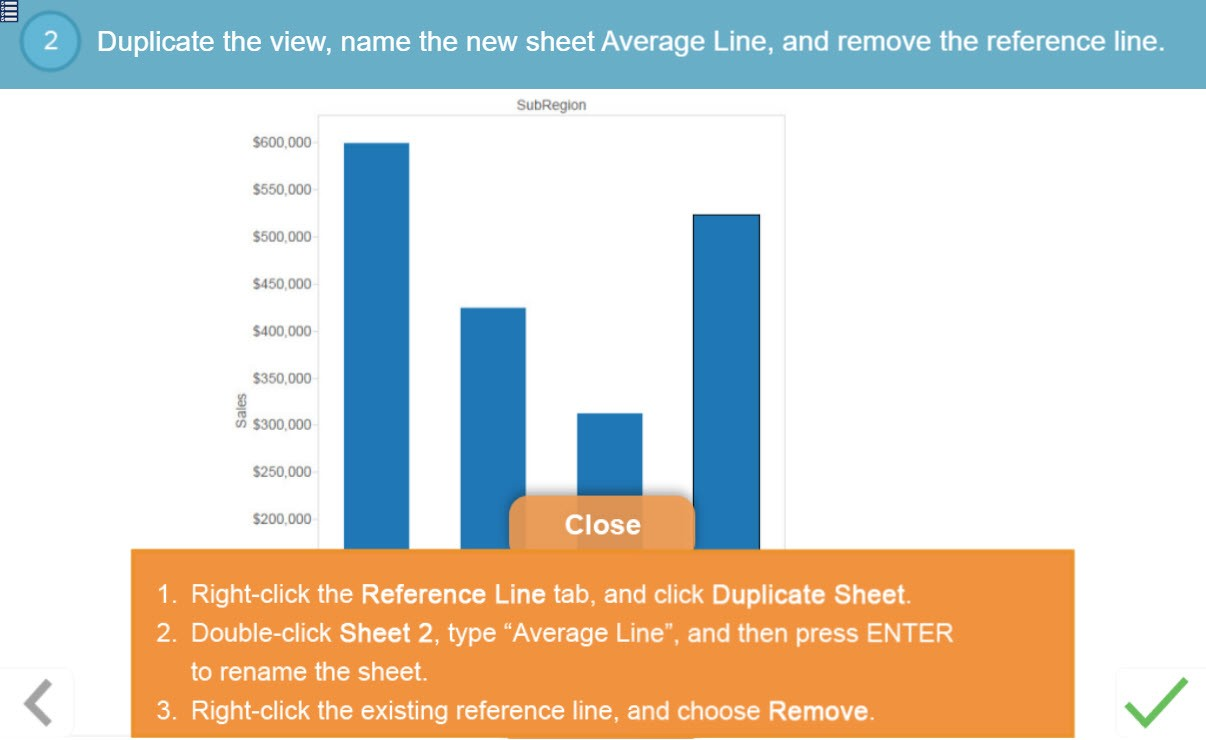 2 Duplicate the view, name the new sheet Average Line, and remove the reference line.
SubRegion
$600,000
$550,000
$500,000
$450,000
$400,000
$350,000
Sales
$300,000
$250,000
$200,000
Close
1. Right-click the Reference Line tab, and click Duplicate Sheet.
2. Double-click Sheet 2, type “Average Line”, and then press ENTER
to rename the sheet.
3. Right-click the existing reference line, and choose Remove.